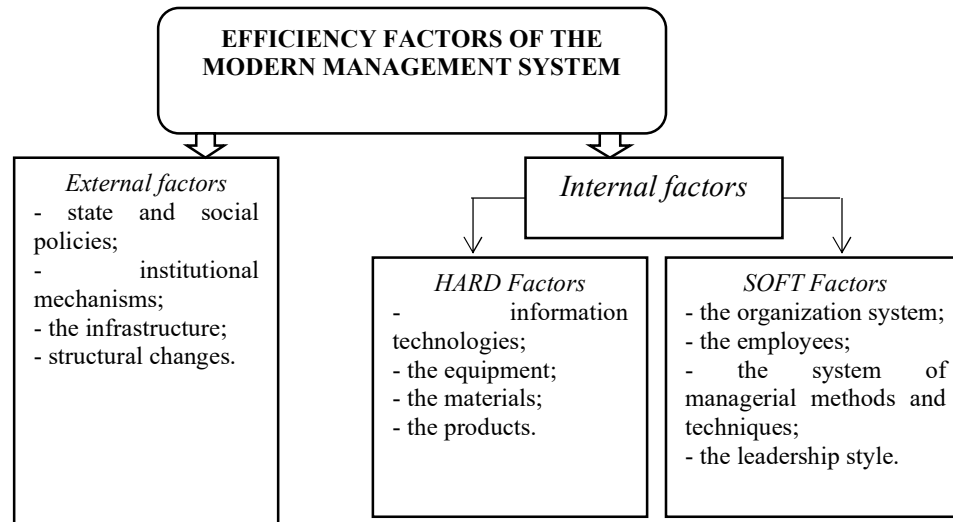 EFFICIENCY FACTORS OF THE
MODERN MANAGEMENT SYSTEM
External factors
- state and social
policies;
- institutional
mechanisms;
- the infrastructure;
- structural changes.
Internal factors
HARD Factors
- information
technologies;
- the equipment;
- the materials;
- the products.
SOFT Factors
- the organization system;
- the employees;
- the system of
managerial methods and
techniques;
- the leadership style.